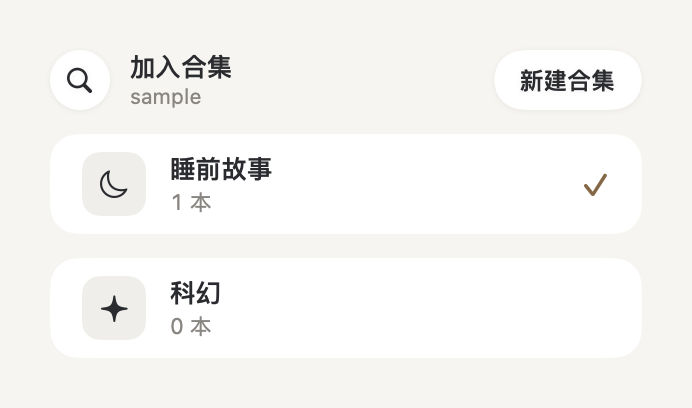 加入合集
sample
新建合集
睡前故事
1 本
科幻
0 本